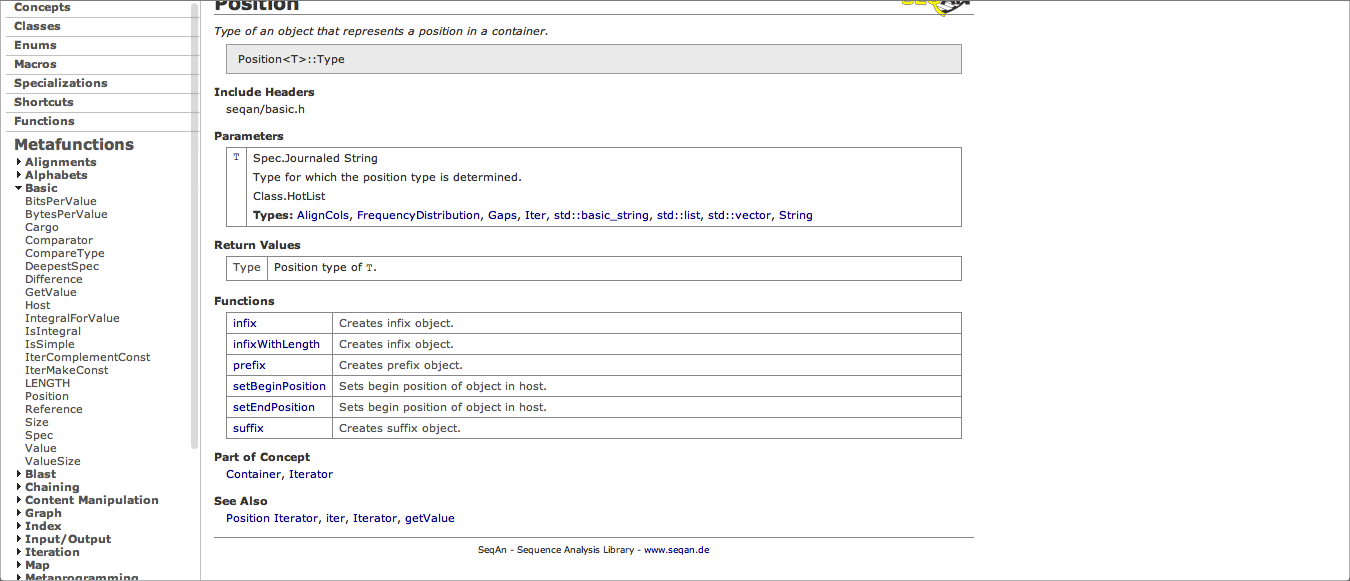 Concepts
Classes
Enums
Macros
Specializations
Shortcuts
Functions
Metafunctions
Alignments
Alphabets
Basic
BitsPerValue
BytesPerValue
Cargo
Comparator
CompareType
DeepestSpec
Difference
GetValue
Host
IntegralForValue
IsIntegral
IsSimple
IterComplementConst
IterMakeConst
LENGTH
Position
Reference
Size
Spec
Value
ValueSize
Blast
Chaining
Content Manipulation
Graph
Index
Input/Output
Iteration
Map
Metaprogramming
Position
SeqAn
Type of an object that represents a position in a container.
Position<T>::Type
Include Headers
seqan/basic.h
Parameters
T Spec.Journaled String
Type for which the position type is determined.
Class.HotList
Types: AlignCols, FrequencyDistribution, Gaps, Iter, std::basic_string, std::list, std::vector, String
Return Values
Type Position type of T.
Functions
infix Creates infix object.
infixWithLength Creates infix object.
prefix Creates prefix object.
setBeginPosition Sets begin position of object in host.
setEndPosition Sets begin position of object in host.
suffix Creates suffix object.
Part of Concept
Container, Iterator
See Also
Position Iterator, iter, Iterator, getValue
SeqAn - Sequence Analysis Library - www.seqan.de